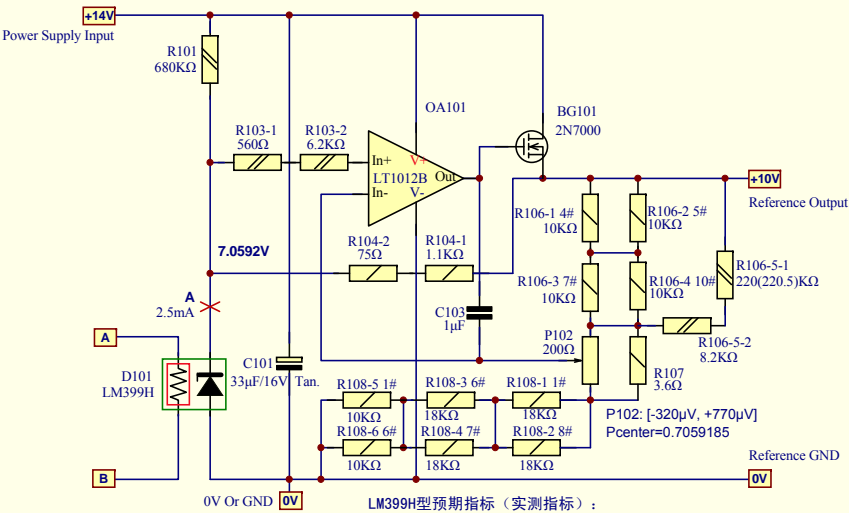 +14V
Power Supply Input
R101
680KΩ
OA101
BG101
2N7000
R103-1
560Ω
R103-2
6.2KΩ
In+
V+
LT1012B
Out
In-
V-
+10V
Reference Output
R106-1 4#
10KΩ
R106-2 5#
10KΩ
7.0592V
R104-2
75Ω
R104-1
1.1KΩ
R106-3 7#
10KΩ
R106-4 10#
10KΩ
R106-5-1
220(220.5)KΩ
A
2.5mA
C103
1μF
P102
200Ω
R106-5-2
8.2KΩ
A
D101
LM399H
C101
33μF/16V Tan.
R107
3.6Ω
R108-5 1#
10KΩ
R108-3 6#
18KΩ
R108-1 1#
18KΩ
P102: [-320μV, +770μV]
Pcenter=0.7059185
R108-6 6#
10KΩ
R108-4 7#
18KΩ
R108-2 8#
18KΩ
B
Reference GND
0V
0V Or GND
0V
LM399H型预期指标（实测指标）：